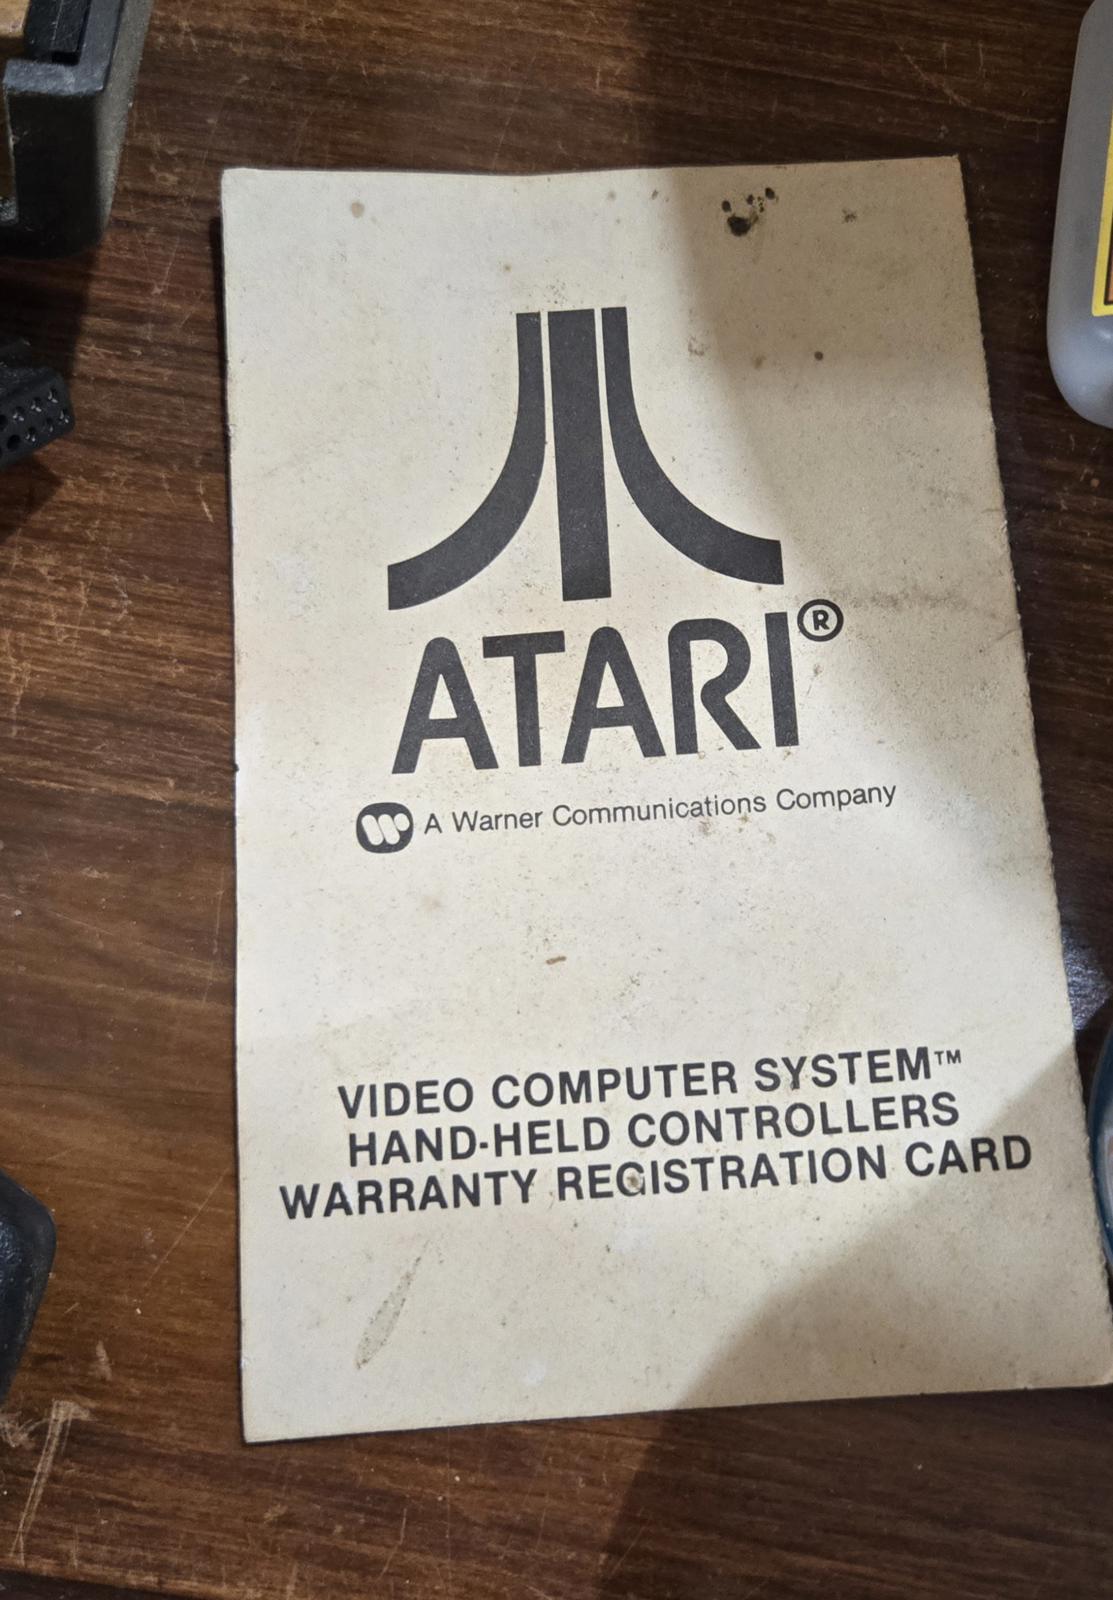 ATARI®
W A Warner Communications Company
VIDEO COMPUTER SYSTEM™
HAND-HELD CONTROLLERS
WARRANTY REGISTRATION CARD